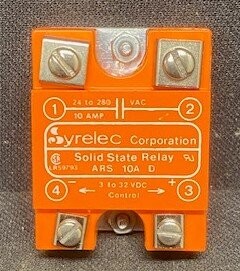 24 to 280 VAC
1 10 AMP 2
Syrelec Corporation
Solid State Relay
LR59793 ARS 10A D
4 - 3 to 32 VDC + 3
Control